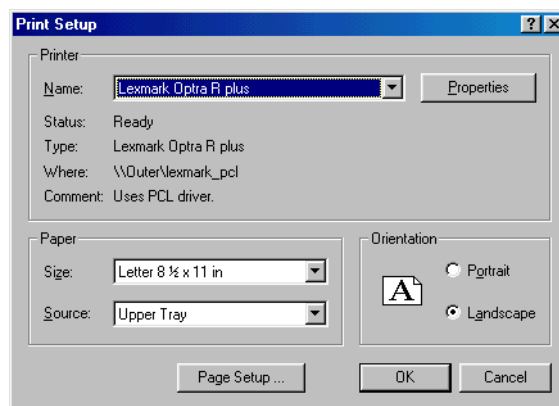 Print Setup
Printer
Name: Lexmark Optra R plus Properties
Status: Ready
Type: Lexmark Optra R plus
Where: \\Outer\lexmark_pcl
Comment: Uses PCL driver.
Paper
Size: Letter 8 ½ x 11 in
Source: Upper Tray
Orientation
A
Portrait
Landscape
Page Setup ... OK Cancel